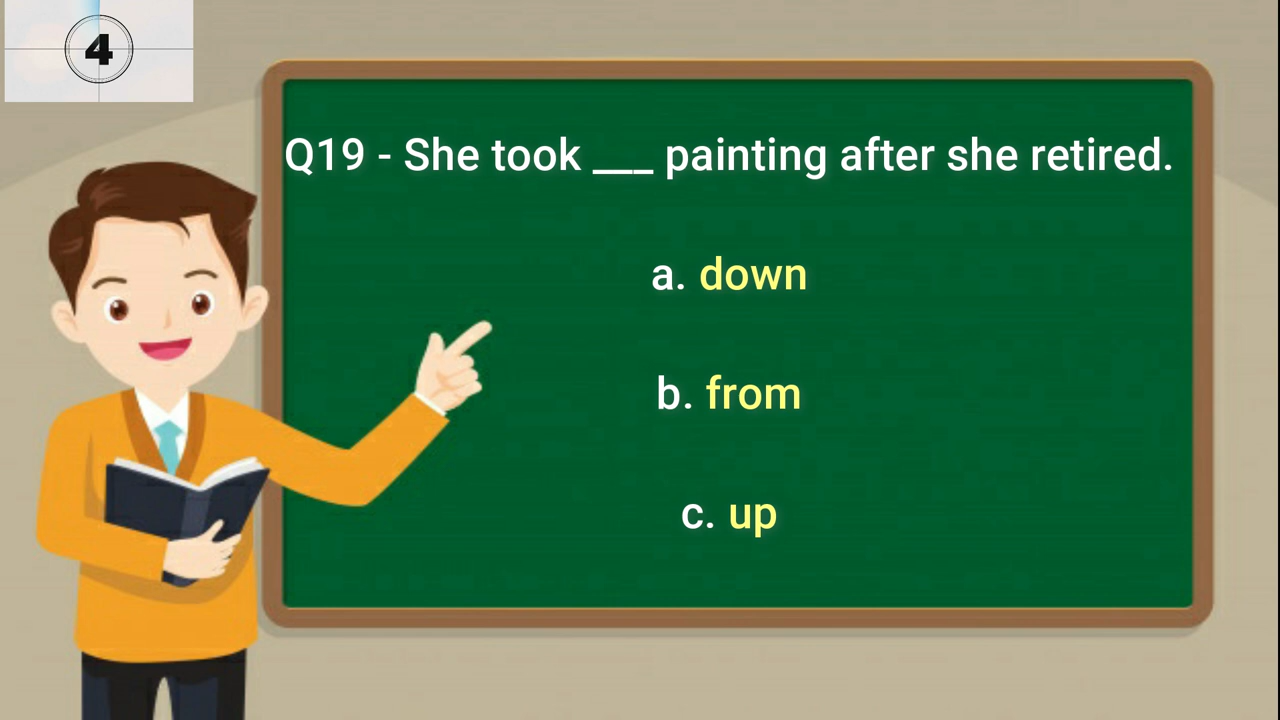 4
Q19 - She took ___ painting after she retired.
a. down
b. from
c. up